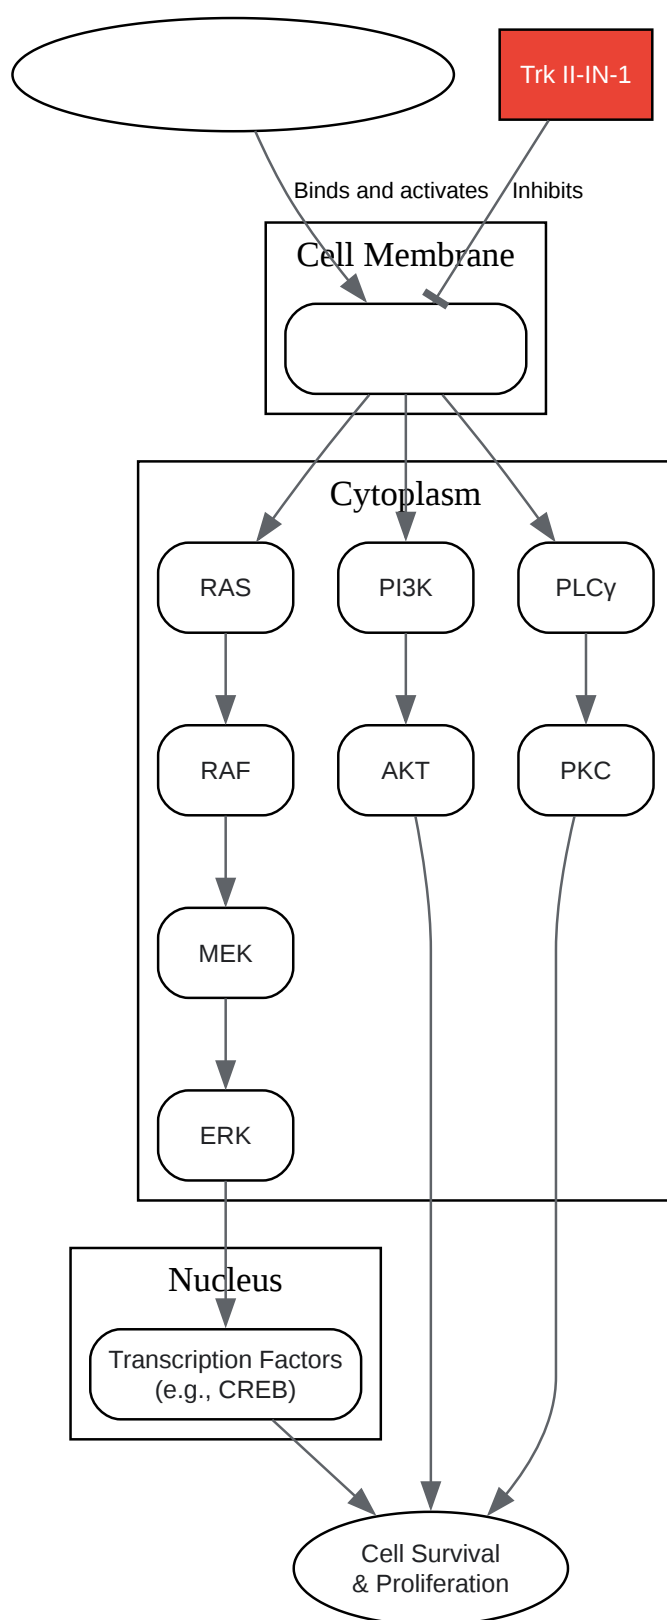 Trk II-IN-1
Binds and activates
Inhibits
Cell Membrane
Cytoplasm
RAS
PI3K
PLCγ
RAF
AKT
PKC
MEK
ERK
Nucleus
Transcription Factors
(e.g., CREB)
Cell Survival
& Proliferation